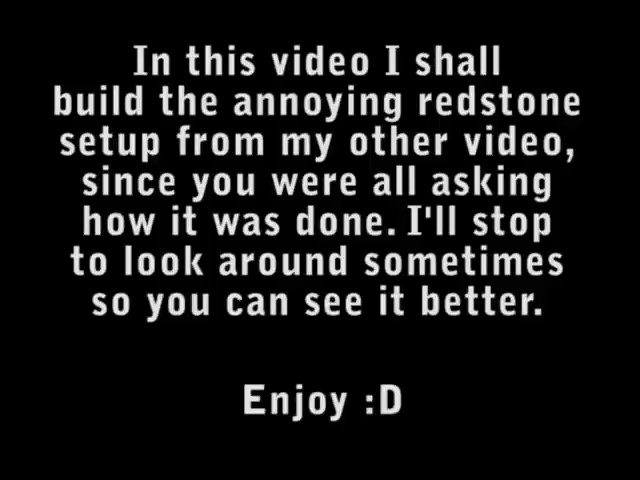 In this video I shall
build the annoying redstone
setup from my other video,
since you were all asking
how it was done. I'll stop
to look around sometimes
so you can see it better.
Enjoy :D